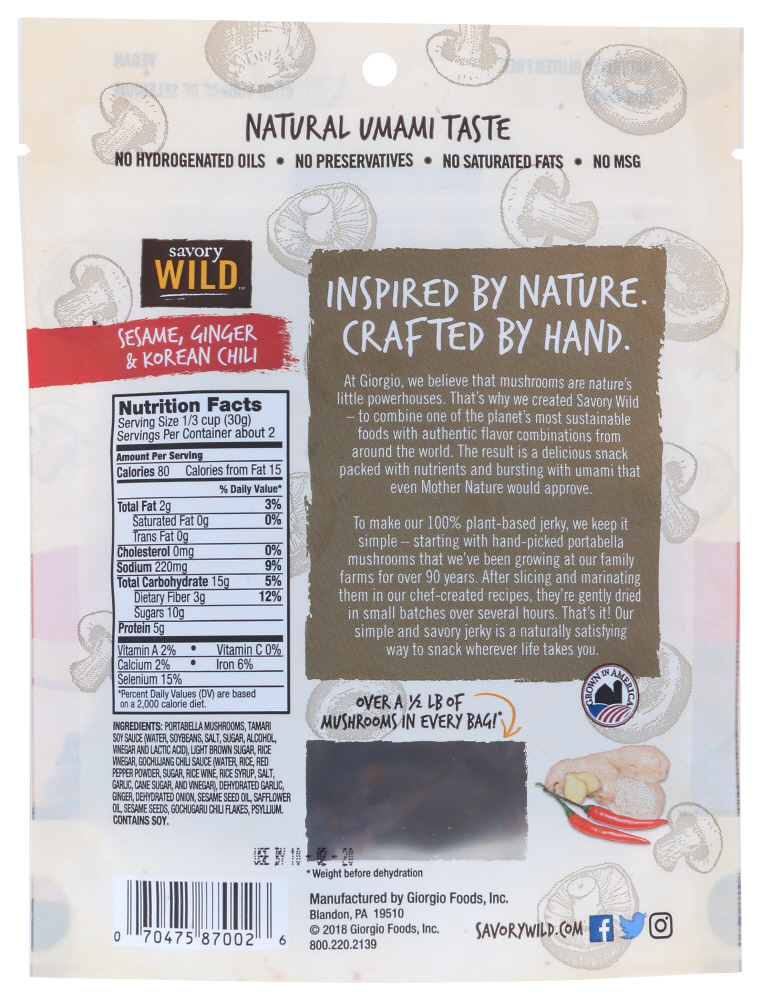 NATURAL UMAMI TASTE
NO HYDROGENATED OILS • NO PRESERVATIVES • NO SATURATED FATS • NO MSG
savory
WILD
SESAME, GINGER
& KOREAN CHILI
Nutrition Facts
Serving Size 1/3 cup (30g)
Servings Per Container about 2
Amount Per Serving
Calories 80 Calories from Fat 15
% Daily Value*
Total Fat 2g 3%
Saturated Fat 0g 0%
Trans Fat 0g
Cholesterol 0mg 0%
Sodium 220mg 9%
Total Carbohydrate 15g 5%
Dietary Fiber 3g 12%
Sugars 10g
Protein 5g
Vitamin A 2% • Vitamin C 0%
Calcium 2% • Iron 6%
Selenium 15%
*Percent Daily Values (DV) are based
on a 2,000 calorie diet.
INGREDIENTS: PORTABELLA MUSHROOMS, TAMARI
SOY SAUCE (WATER, SOYBEANS, SALT, SUGAR, ALCOHOL,
VINEGAR AND LACTIC ACID), LIGHT BROWN SUGAR, RICE
VINEGAR, GOCHUJANG CHILI SAUCE (WATER, RICE, RED
PEPPER POWDER, SUGAR, RICE WINE, RICE SYRUP, SALT,
GARLIC, CANE SUGAR, AND VINEGAR), DEHYDRATED GARLIC,
GINGER, DEHYDRATED ONION, SESAME SEED OIL, SAFFLOWER
OIL, SESAME SEEDS, GOCHUGARU CHILI FLAKES, PSYLLIUM.
CONTAINS SOY.
INSPIRED BY NATURE.
CRAFTED BY HAND.
At Giorgio, we believe that mushrooms are nature's
little powerhouses. That's why we created Savory Wild
– to combine one of the planet's most sustainable
foods with authentic flavor combinations from
around the world. The result is a delicious snack
packed with nutrients and bursting with umami that
even Mother Nature would approve.
To make our 100% plant-based jerky, we keep it
simple – starting with hand-picked portabella
mushrooms that we've been growing at our family
farms for over 90 years. After slicing and marinating
them in our chef-created recipes, they're gently dried
in small batches over several hours. That's it! Our
simple and savory jerky is a naturally satisfying
way to snack wherever life takes you.
GROWN IN AMERICA
OVER A ½ LB OF
MUSHROOMS IN EVERY BAG!*
USE BY 10-02-20
*Weight before dehydration
0 70475 87002 6
Manufactured by Giorgio Foods, Inc.
Blandon, PA 19510
© 2018 Giorgio Foods, Inc.
800.220.2139
SAVORYWILD.COM